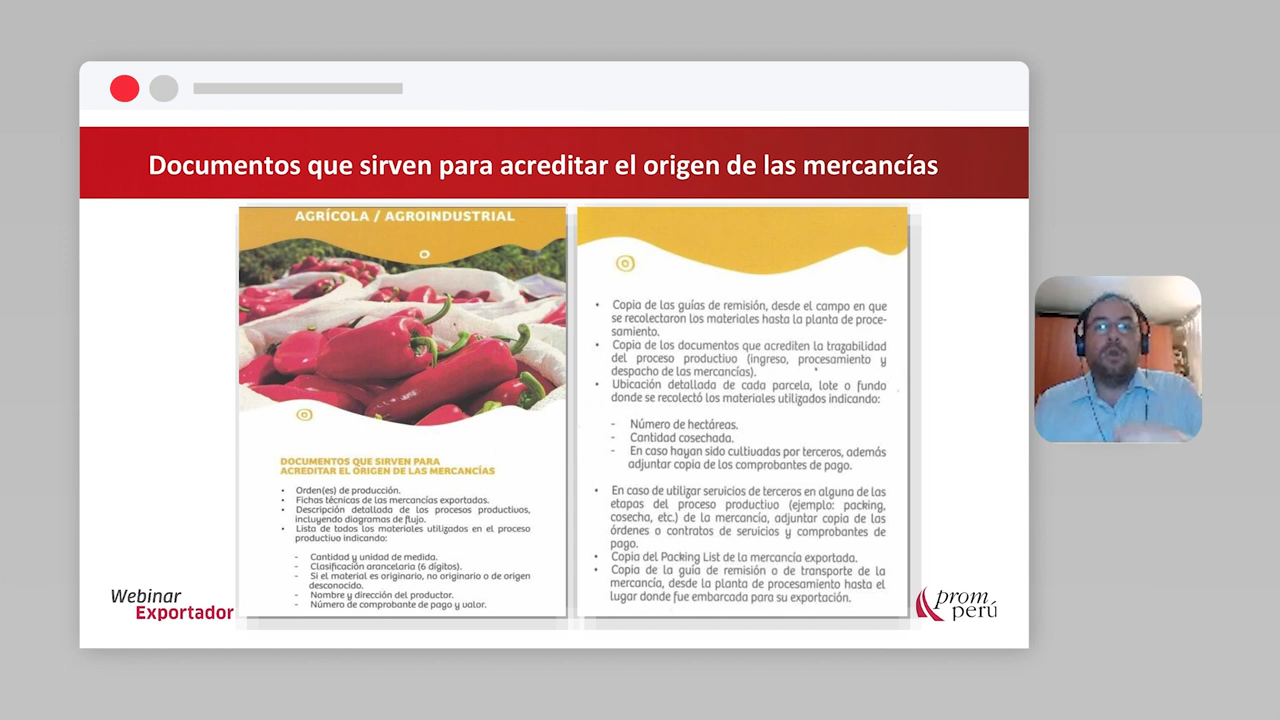 Documentos que sirven para acreditar el origen de las mercancías
AGRÍCOLA / AGROINDUSTRIAL
DOCUMENTOS QUE SIRVEN PARA
ACREDITAR EL ORIGEN DE LAS MERCANCÍAS
• Orden(es) de producción.
• Fichas técnicas de las mercancías exportadas.
• Descripción detallada de los procesos productivos,
incluyendo diagramas de flujo.
• Lista de todos los materiales utilizados en el proceso
productivo indicando:
- Cantidad y unidad de medida.
- Clasificación arancelaria (6 dígitos).
- Si el material es originario, no originario o de origen
desconocido.
- Nombre y dirección del productor.
- Número de comprobante de pago y valor.
• Copia de las guías de remisión, desde el campo en que
se recolectaron los materiales hasta la planta de proce-
samiento.
• Copia de los documentos que acrediten la trazabilidad
del proceso productivo (ingreso, procesamiento y
despacho de las mercancías).
• Ubicación detallada de cada parcela, lote o fundo
donde se recolectó los materiales utilizados indicando:
- Número de hectáreas.
- Cantidad cosechada.
- En caso hayan sido cultivadas por terceros, además
adjuntar copia de los comprobantes de pago.
• En caso de utilizar servicios de terceros en alguna de las
etapas del proceso productivo (ejemplo: packing,
cosecha, etc.) de la mercancía, adjuntar copia de las
órdenes o contratos de servicios y comprobantes de
pago.
• Copia del Packing List de la mercancía exportada.
• Copia de la guía de remisión o de transporte de la
mercancía, desde la planta de procesamiento hasta el
lugar donde fue embarcada para su exportación.
Webinar
Exportador
prom
perú